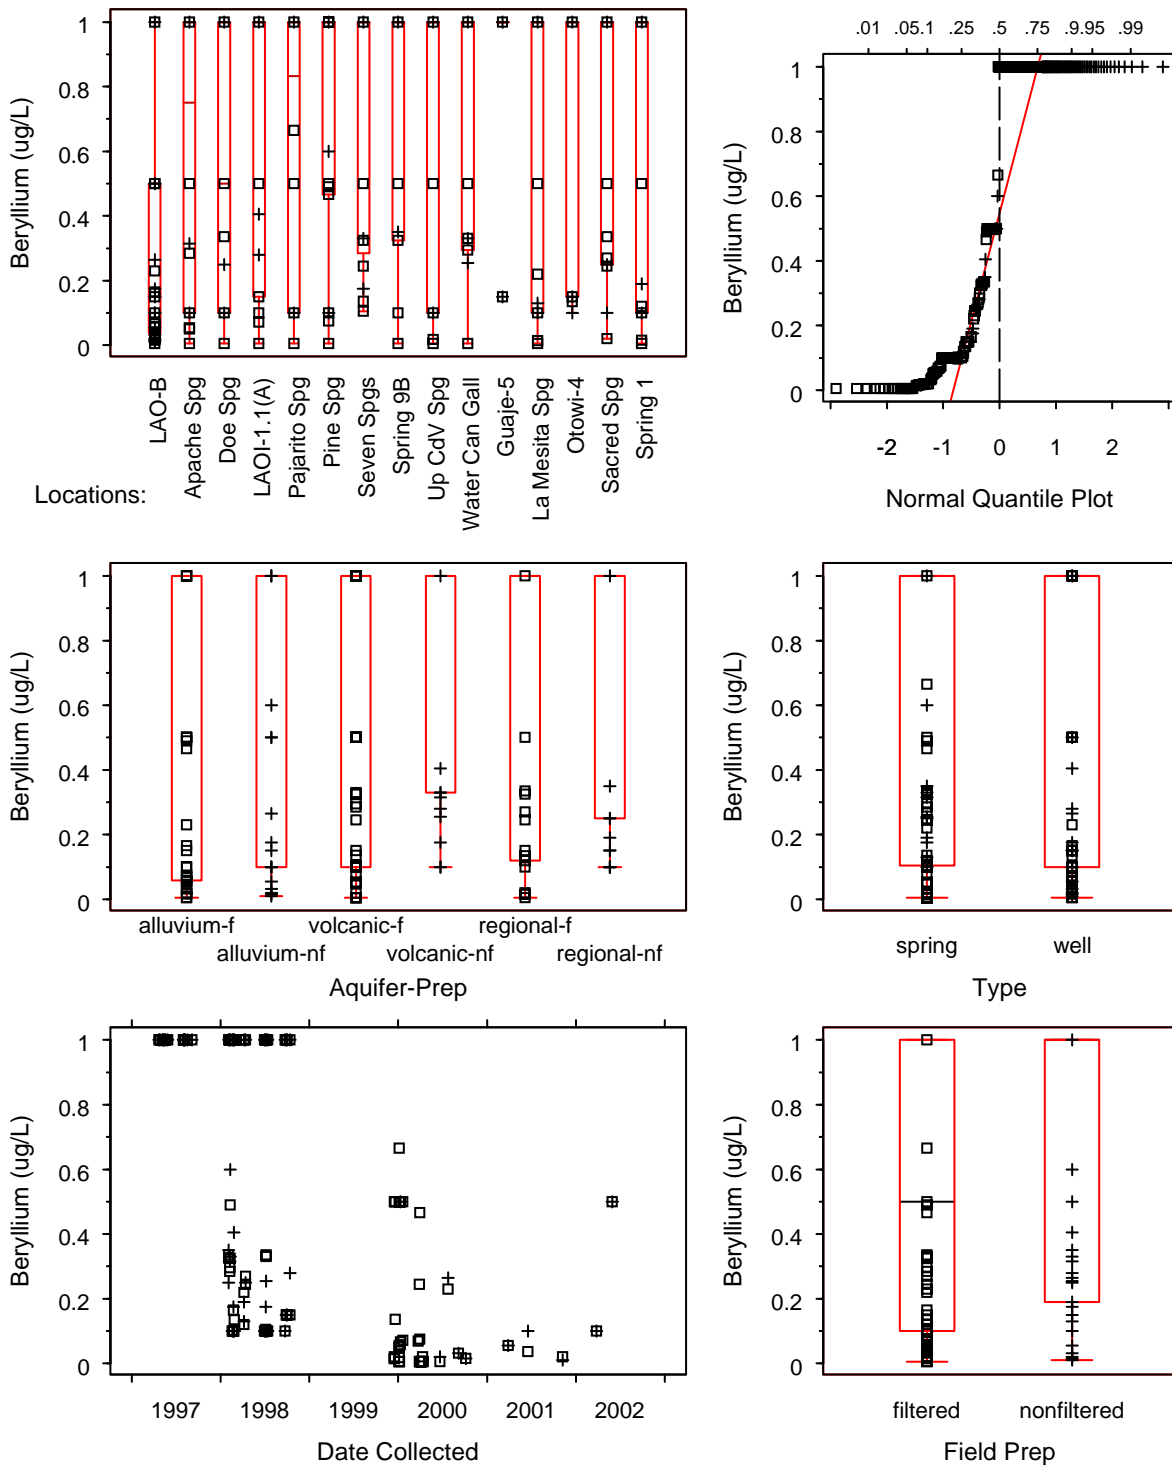 Beryllium (ug/L)
1
0.8
0.6
0.4
0.2
0
LAO-B
Apache Spg
Doe Spg
LAOI-1.1(A)
Pajarito Spg
Pine Spg
Seven Spgs
Spring 9B
Up CdV Spg
Water Can Gall
Guaje-5
La Mesita Spg
Otowi-4
Sacred Spg
Spring 1
Locations:
.01 .05 .1 .25 .5 .75 .9 .95 .99
Beryllium (ug/L)
1
0.8
0.6
0.4
0.2
0
-2 -1 0 1 2
Normal Quantile Plot
Beryllium (ug/L)
1
0.8
0.6
0.4
0.2
0
alluvium-f volcanic-f regional-f
alluvium-nf volcanic-nf regional-nf
Aquifer-Prep
Beryllium (ug/L)
1
0.8
0.6
0.4
0.2
0
spring well
Type
Beryllium (ug/L)
1
0.8
0.6
0.4
0.2
0
1997 1998 1999 2000 2001 2002
Date Collected
Beryllium (ug/L)
1
0.8
0.6
0.4
0.2
0
filtered nonfiltered
Field Prep